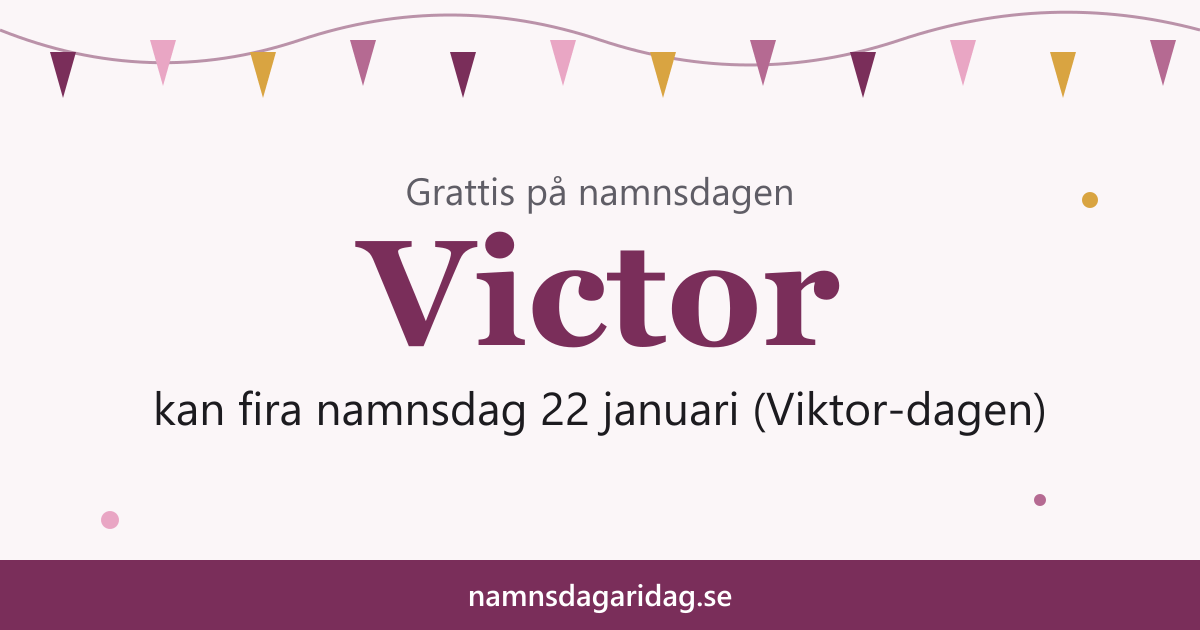 Grattis på namnsdagen
Victor
kan fira namnsdag 22 januari (Viktor-dagen)
namnsdagaridag.se